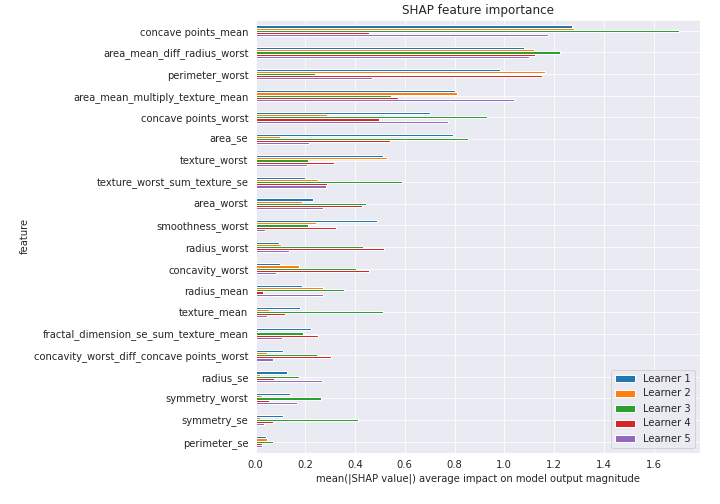 SHAP feature importance
concave points_mean
area_mean_diff_radius_worst
perimeter_worst
area_mean_multiply_texture_mean
concave points_worst
area_se
texture_worst
texture_worst_sum_texture_se
area_worst
smoothness_worst
radius_worst
concavity_worst
radius_mean
texture_mean
fractal_dimension_se_sum_texture_mean
concavity_worst_diff_concave points_worst
radius_se
symmetry_worst
symmetry_se
perimeter_se
feature
Learner 1
Learner 2
Learner 3
Learner 4
Learner 5
0.0 0.2 0.4 0.6 0.8 1.0 1.2 1.4 1.6
mean(|SHAP value|) average impact on model output magnitude